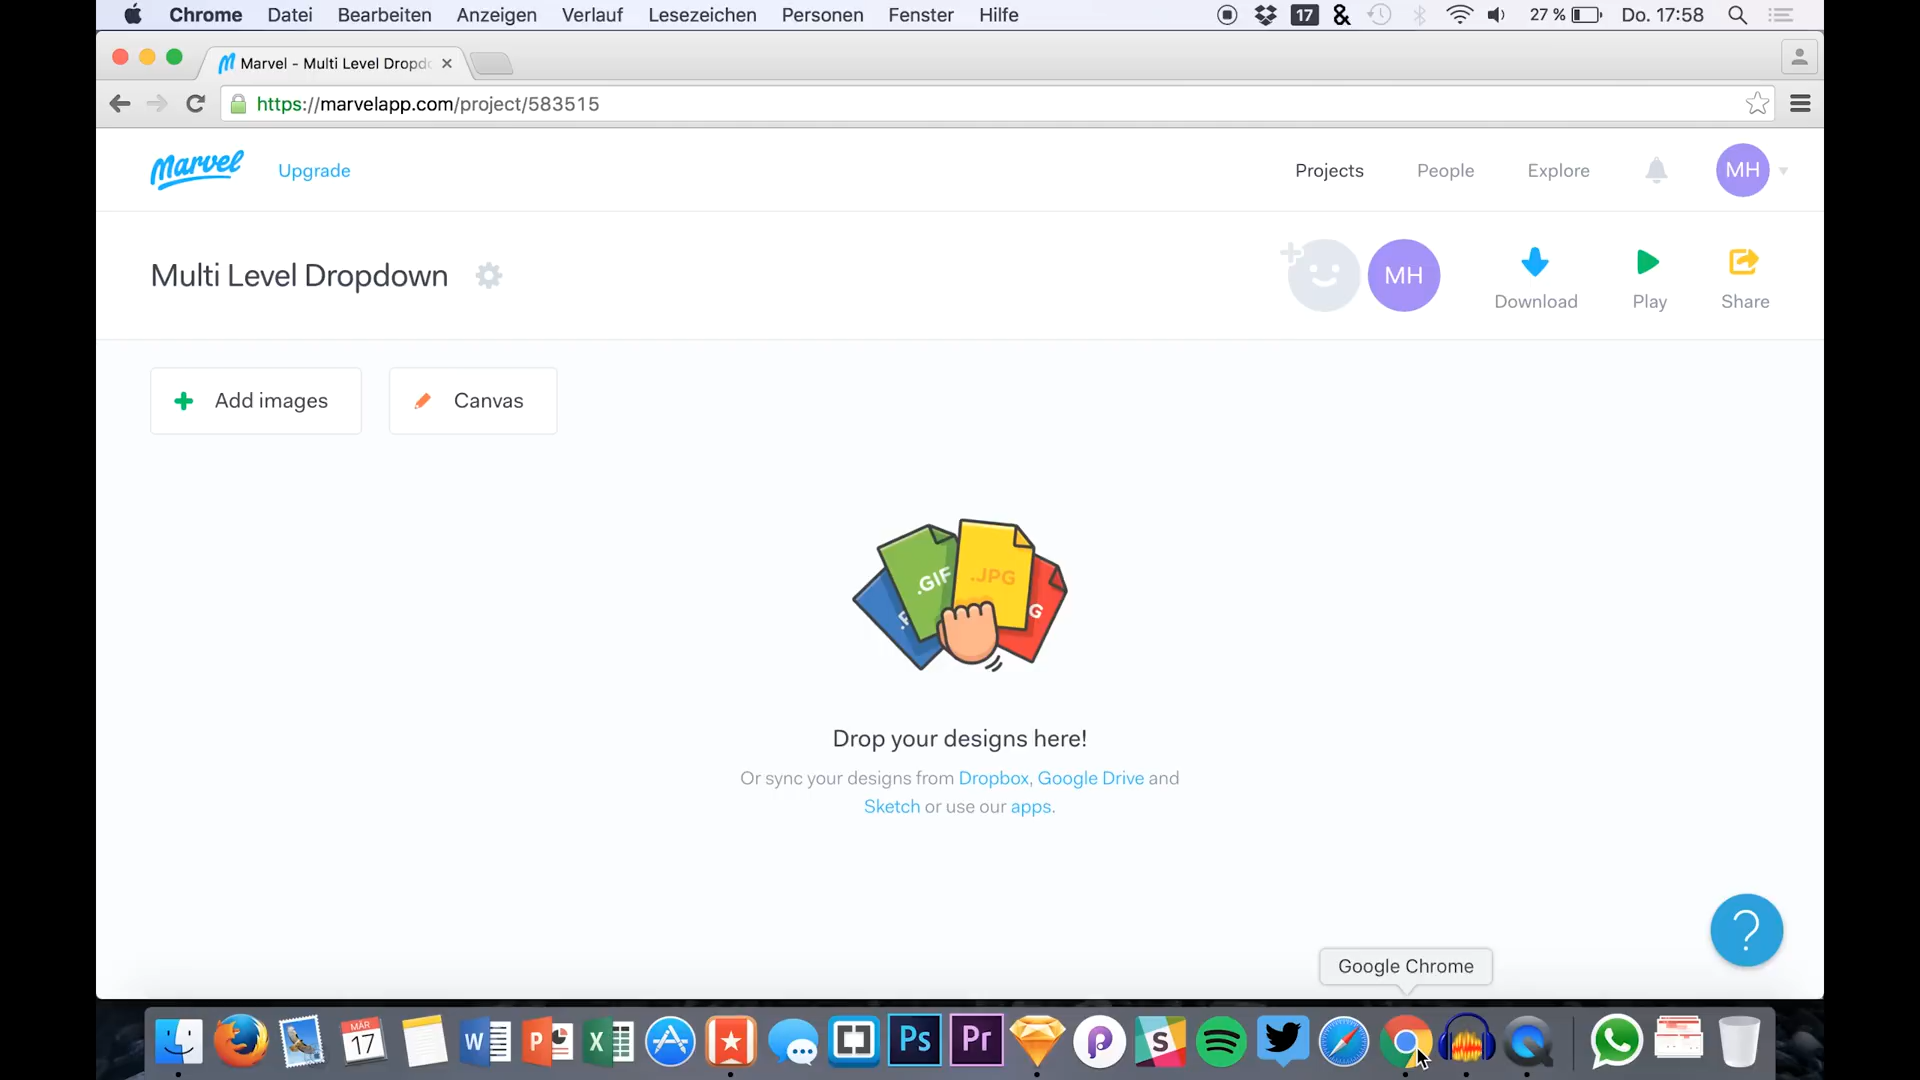 Chrome Datei Bearbeiten Anzeigen Verlauf Lesezeichen Personen Fenster Hilfe 17 & 27 % Do. 17:58
Marvel - Multi Level Dropd
https://marvelapp.com/project/583515
Marvel Upgrade Projects People Explore MH
Multi Level Dropdown MH Download Play Share
Add images Canvas
.GIF .JPG G
Drop your designs here!
Or sync your designs from Dropbox, Google Drive and
Sketch or use our apps.
?
Google Chrome
MÄR
17 W P X Ps Pr S